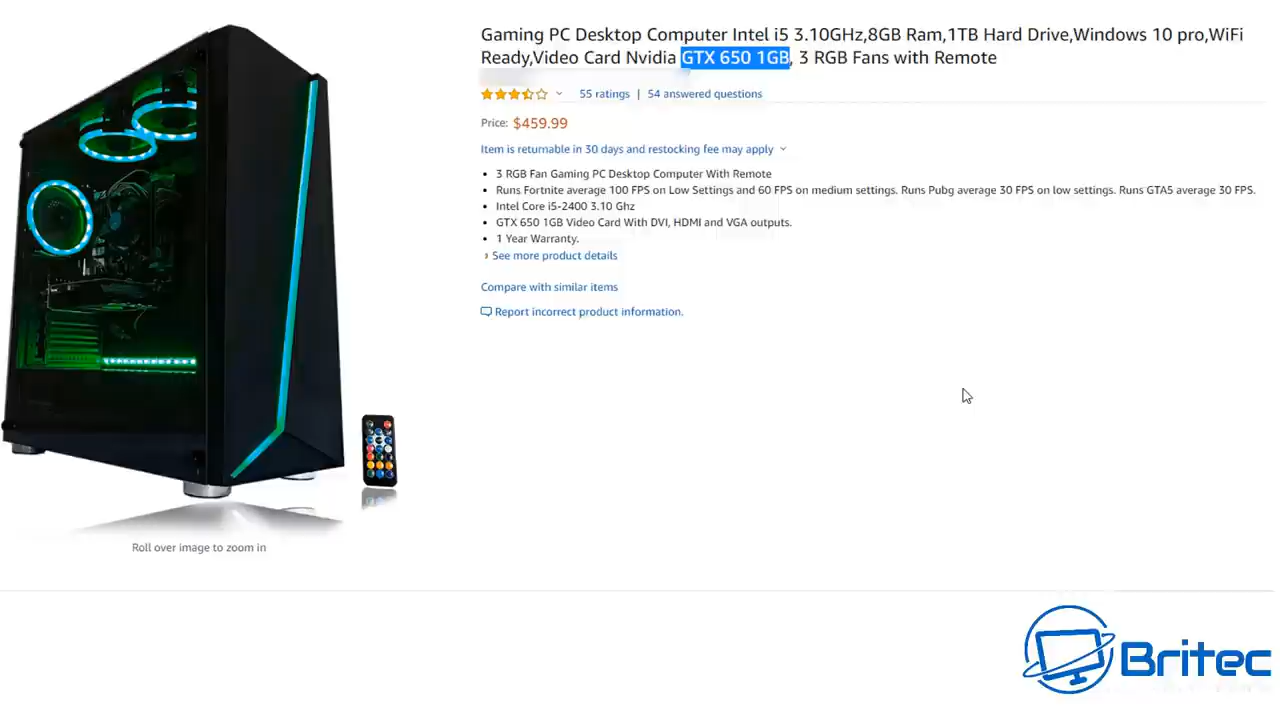 Gaming PC Desktop Computer Intel i5 3.10GHz,8GB Ram,1TB Hard Drive,Windows 10 pro,WiFi
Ready,Video Card Nvidia GTX 650 1GB, 3 RGB Fans with Remote
55 ratings | 54 answered questions
Price: $459.99
Item is returnable in 30 days and restocking fee may apply
• 3 RGB Fan Gaming PC Desktop Computer With Remote
• Runs Fortnite average 100 FPS on Low Settings and 60 FPS on medium settings. Runs Pubg average 30 FPS on low settings. Runs GTA5 average 30 FPS.
• Intel Core i5-2400 3.10 Ghz
• GTX 650 1GB Video Card With DVI, HDMI and VGA outputs.
• 1 Year Warranty.
› See more product details
Compare with similar items
Report incorrect product information.
Roll over image to zoom in
Britec